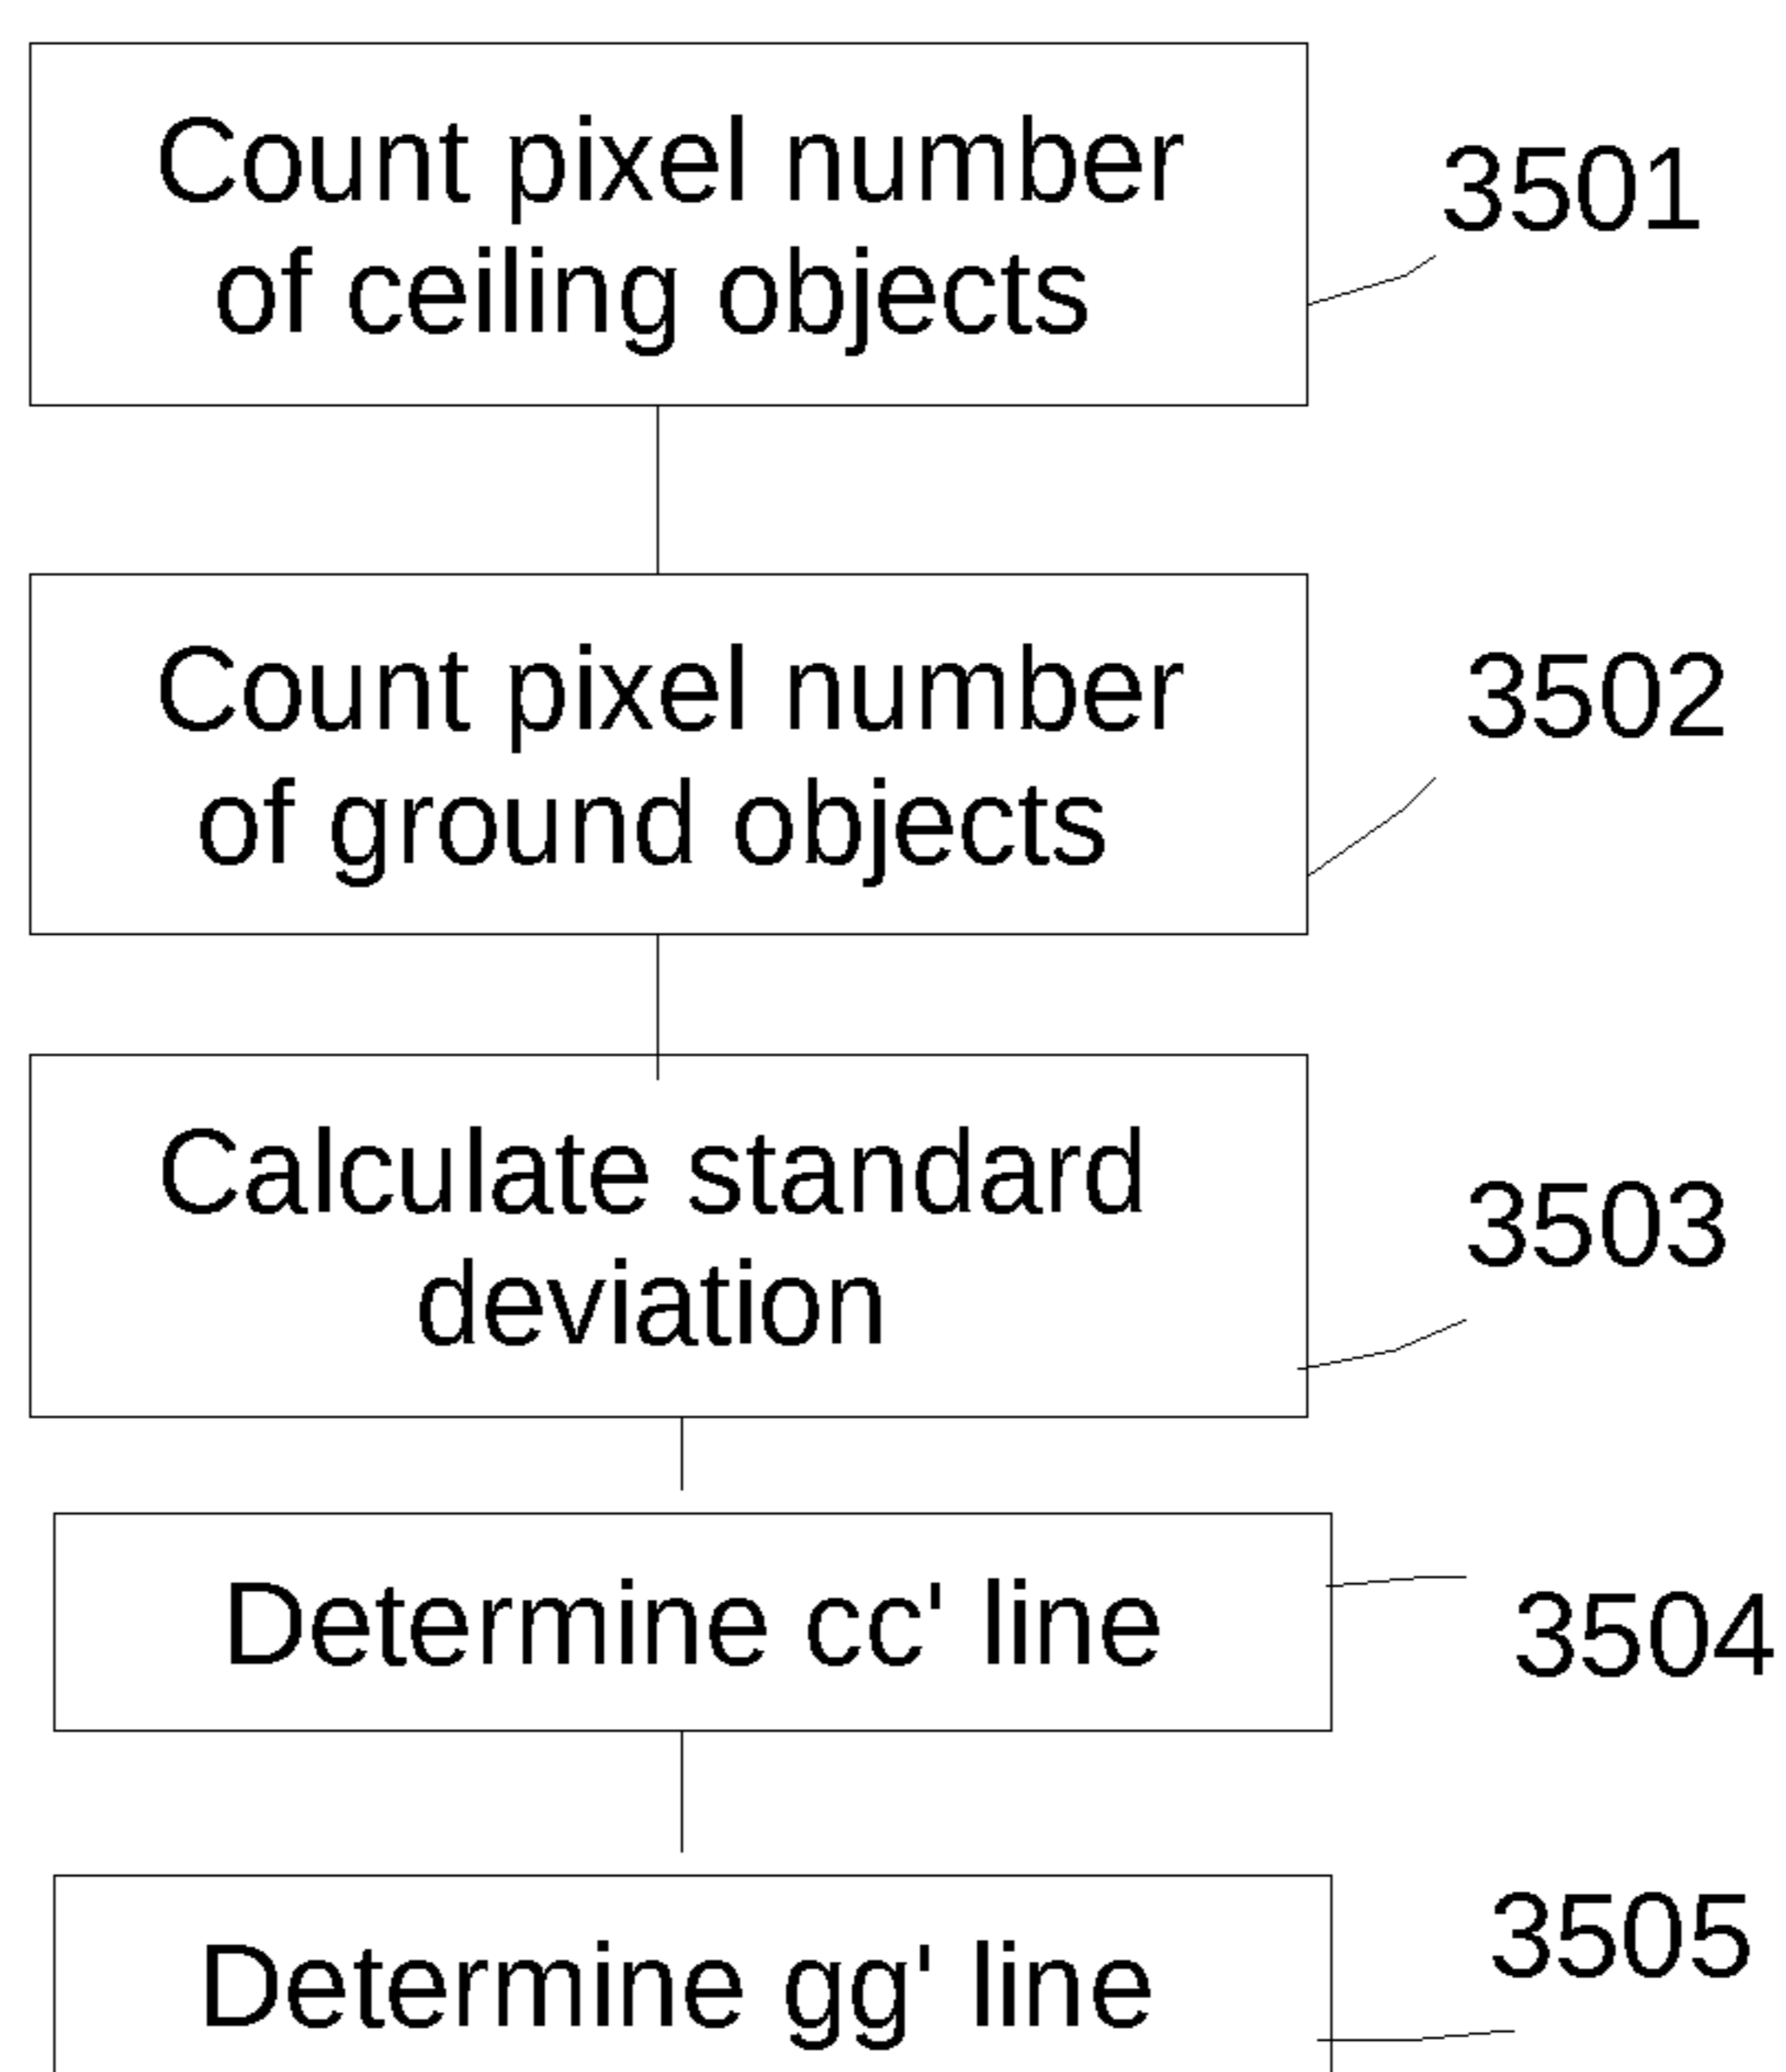 Count pixel number
of ceiling objects
3501
Count pixel number
of ground objects
3502
Calculate standard
deviation
3503
Determine cc' line
3504
Determine gg' line
3505